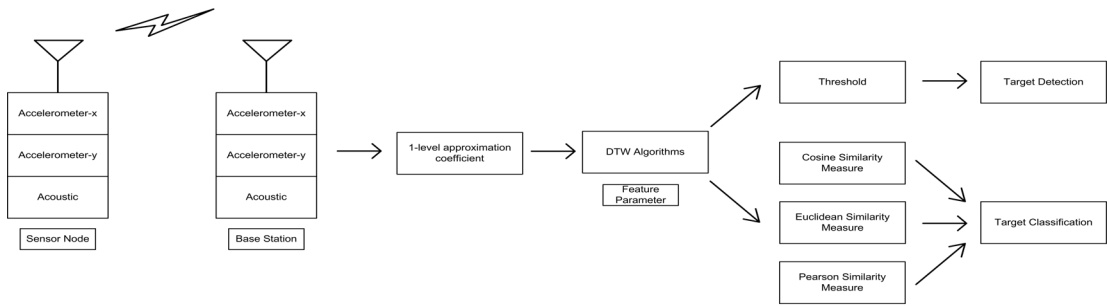 Accelerometer-x
Accelerometer-y
Acoustic
Sensor Node
Accelerometer-x
Accelerometer-y
Acoustic
Base Station
1-level approximation
coefficient
DTW Algorithms
Feature
Parameter
Threshold
Target Detection
Cosine Similarity
Measure
Euclidean Similarity
Measure
Pearson Similarity
Measure
Target Classification